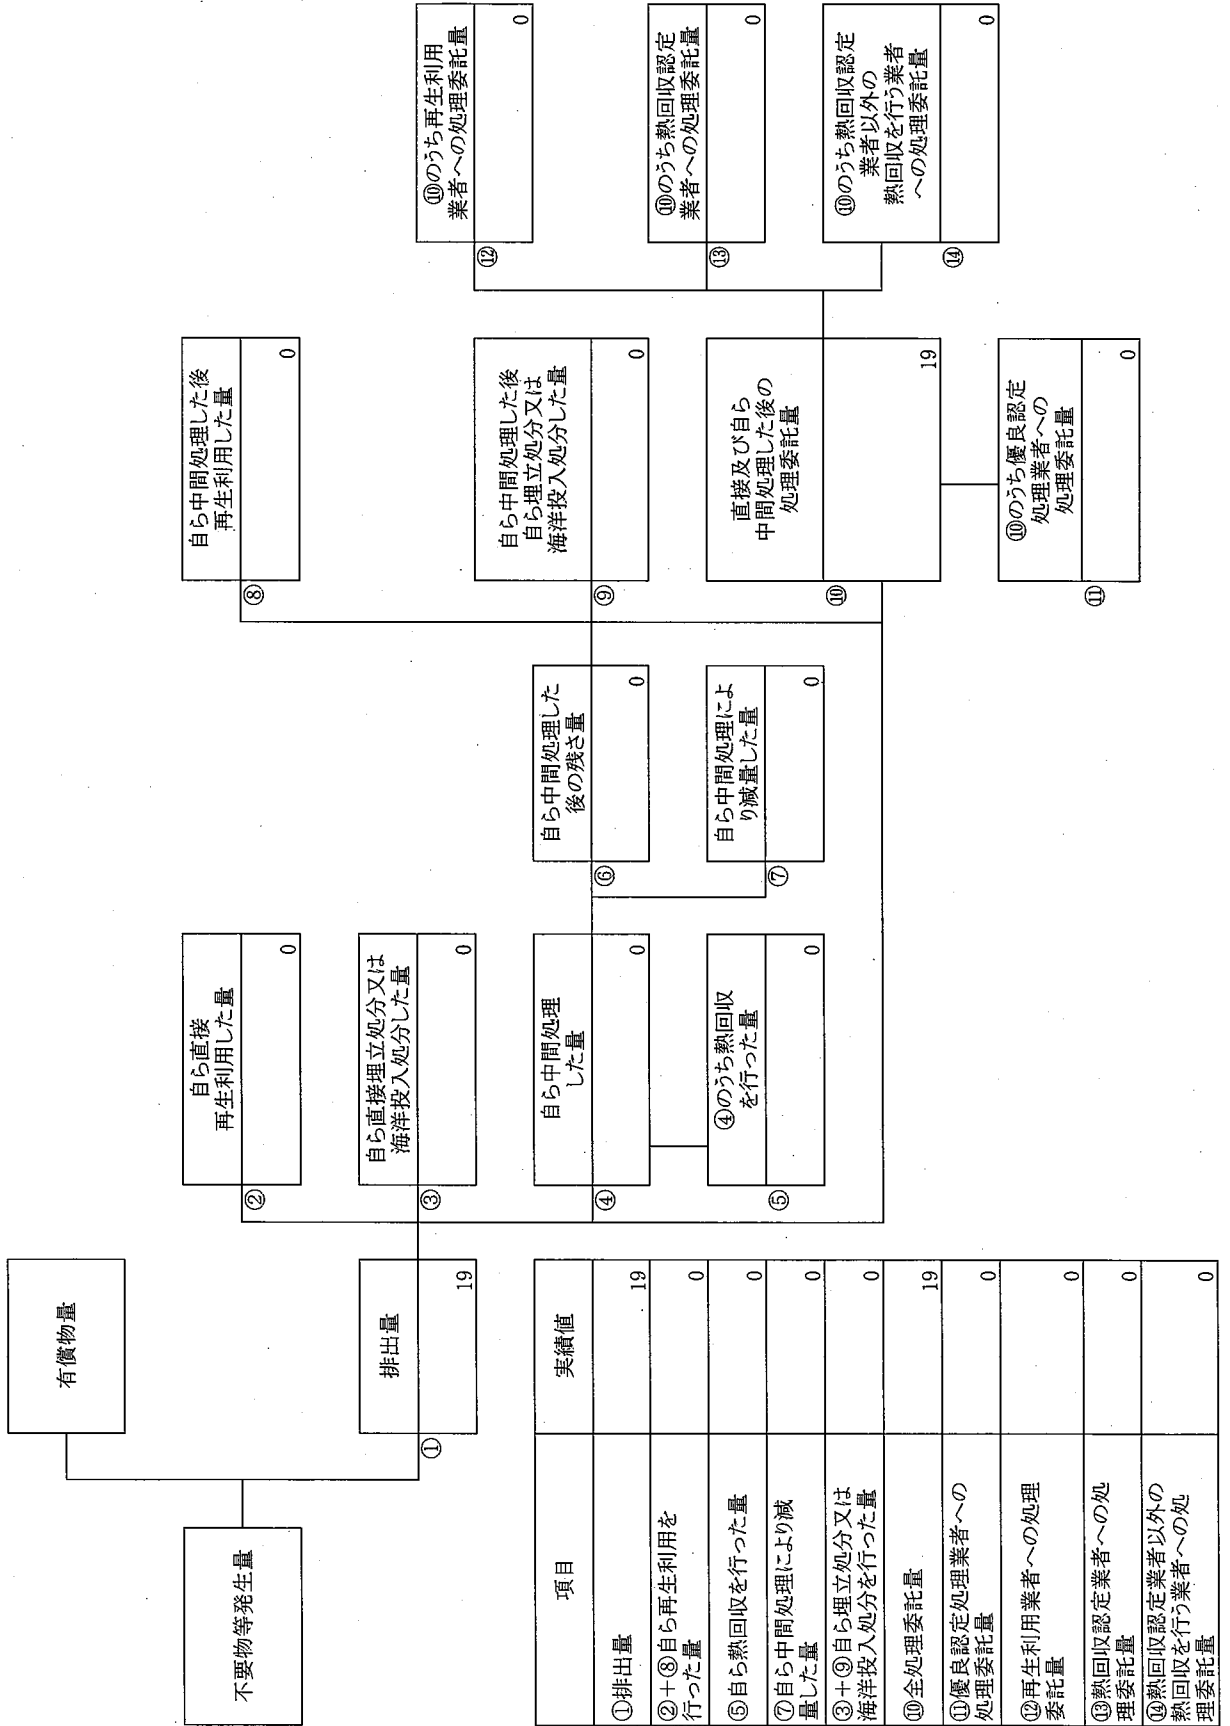 不要物等発生量
有償物量
①
排出量
19
②
自ら直接
再生利用した量
0
③
自ら直接埋立処分又は
海洋投入処分した量
0
④
自ら中間処理
した量
0
⑤
④のうち熱回収
を行った量
0
⑥
自ら中間処理した
後の残さ量
0
⑦
自ら中間処理によ
り減量した量
0
⑧
自ら中間処理した後
再生利用した量
0
⑨
自ら中間処理した後
自ら埋立処分又は
海洋投入処分した量
0
⑩
直接及び自ら
中間処理した後の
処理委託量
19
⑪
⑩のうち優良認定
処理業者への
処理委託量
0
⑫
⑩のうち再生利用
業者への処理委託量
0
⑬
⑩のうち熱回収認定
業者への処理委託量
0
⑭
⑩のうち熱回収認定
業者以外の
熱回収を行う業者
への処理委託量
0
項目 実績値
①排出量 19
②+⑧自ら再生利用を
行った量 0
⑤自ら熱回収を行った量 0
⑦自ら中間処理により減
量した量 0
③+⑨自ら埋立処分又は
海洋投入処分を行った量 0
⑩全処理委託量 19
⑪優良認定処理業者への
処理委託量 0
⑫再生利用業者への処理
委託量 0
⑬熱回収認定業者への処
理委託量 0
⑭熱回収認定業者以外の
熱回収を行う業者への処
理委託量 0